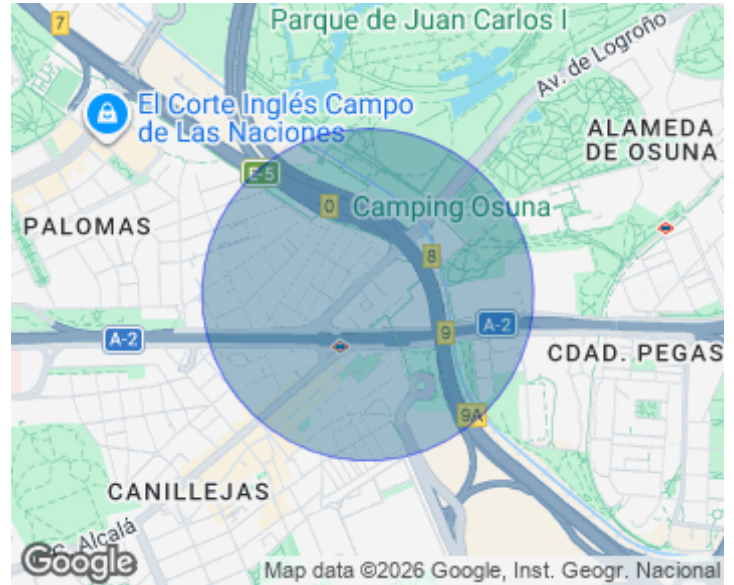 Parque de Juan Carlos I
7
Av. de Logroño
El Corte Inglés Campo
de Las Naciones
ALAMEDA
DE OSUNA
E-5
0
Camping Osuna
PALOMAS
8
A-2
9
A-2
CDAD. PEGAS
9A
CANILLEJAS
C. Alcalá
Google
Map data ©2026 Google, Inst. Geogr. Nacional